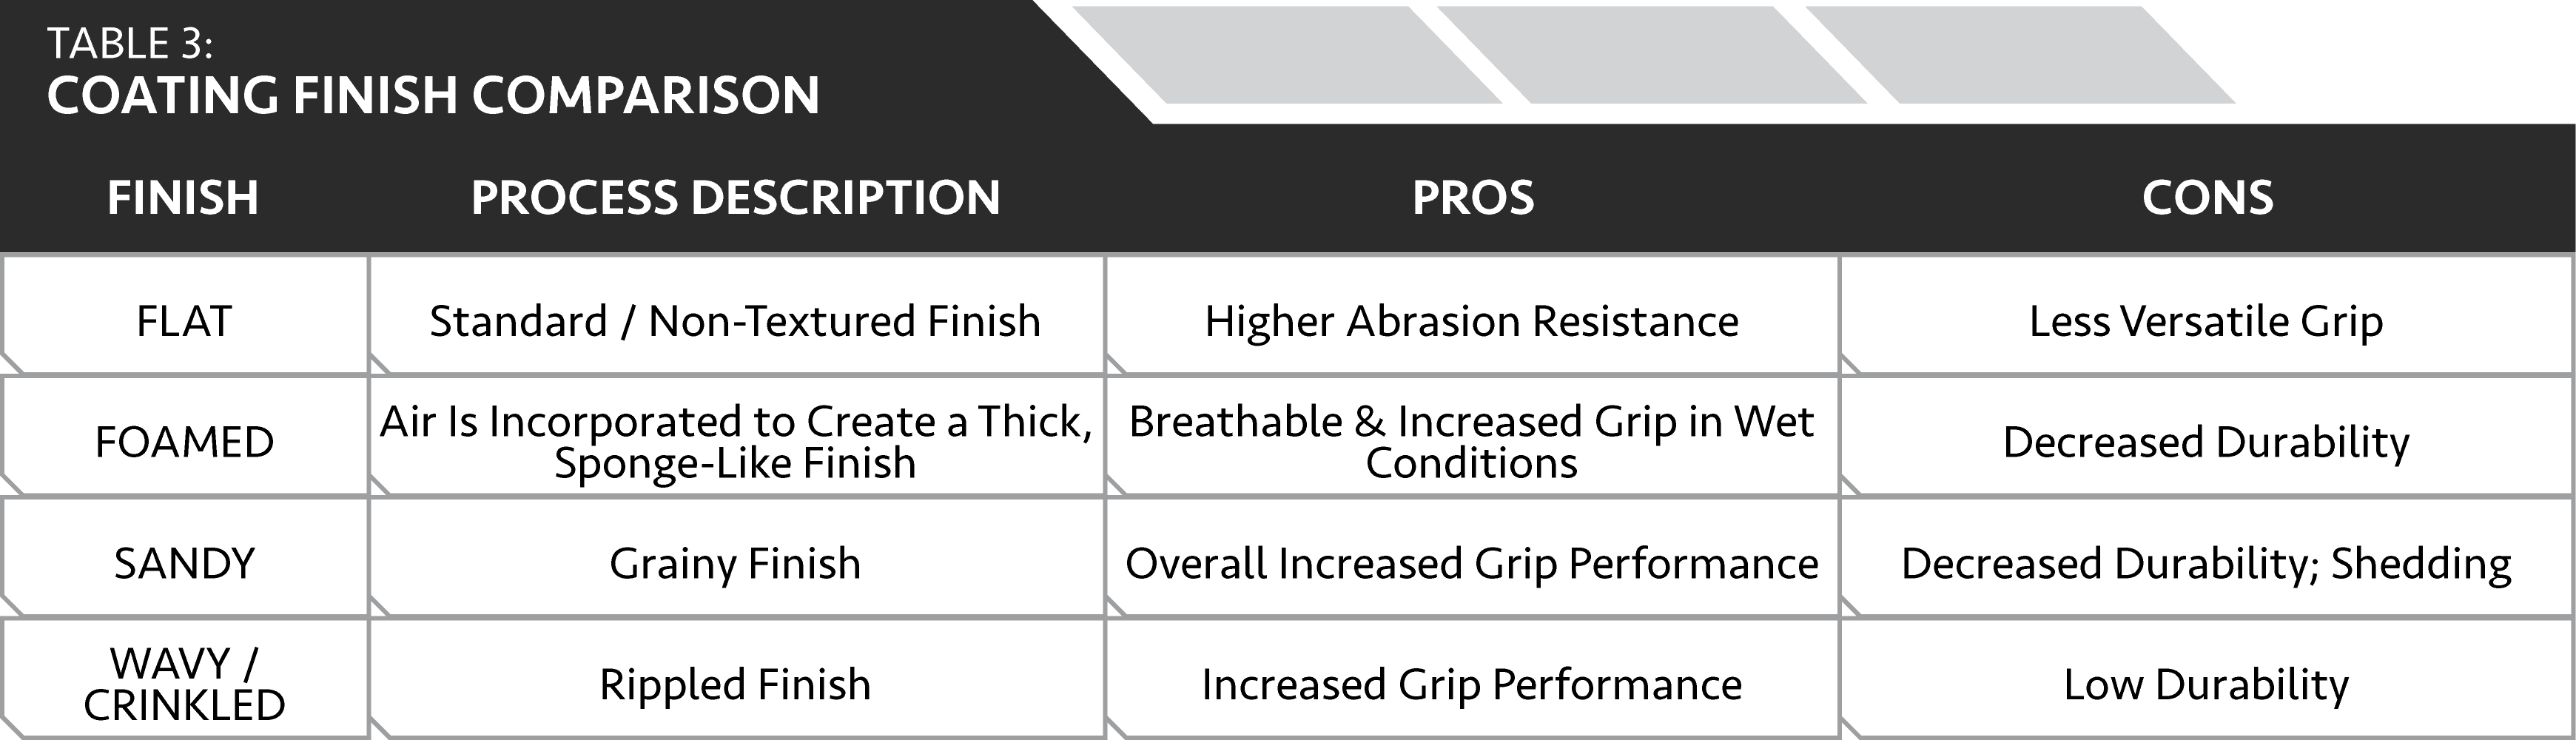 TABLE 3:
COATING FINISH COMPARISON
FINISH PROCESS DESCRIPTION PROS CONS
FLAT Standard / Non-Textured Finish Higher Abrasion Resistance Less Versatile Grip
FOAMED Air Is Incorporated to Create a Thick,
Sponge-Like Finish Breathable & Increased Grip in Wet
Conditions Decreased Durability
SANDY Grainy Finish Overall Increased Grip Performance Decreased Durability; Shedding
WAVY /
CRINKLED Rippled Finish Increased Grip Performance Low Durability